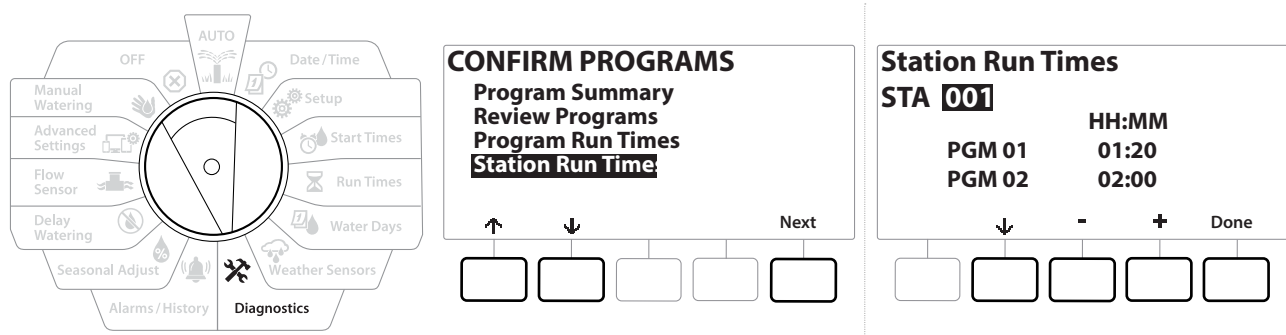 AUTO
OFF
Date / Time
Manual
Watering
Setup
Advanced
Settings
Start Times
Flow
Sensor
Run Times
Delay
Watering
Water Days
Seasonal Adjust
Weather Sensors
Alarms / History
Diagnostics
CONFIRM PROGRAMS
Program Summary
Review Programs
Program Run Times
Station Run Times
Next
Station Run Times
STA 001
HH:MM
PGM 01 01:20
PGM 02 02:00
- + Done